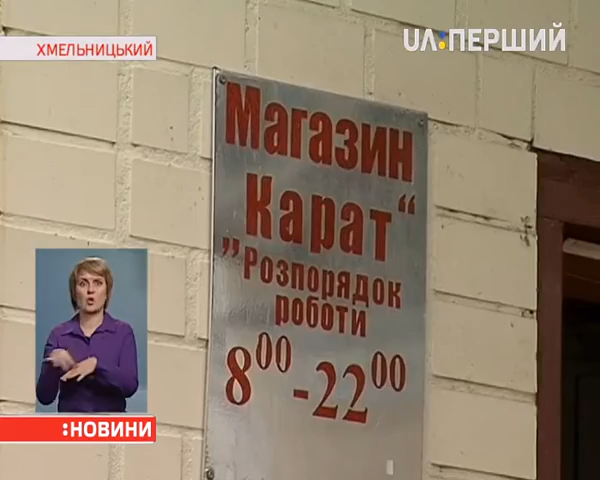 ХМЕЛЬНИЦЬКИЙ
UA:ПЕРШИЙ
Магазин
Карат“
„Розпорядок
роботи
8⁰⁰-22⁰⁰
:НОВИНИ